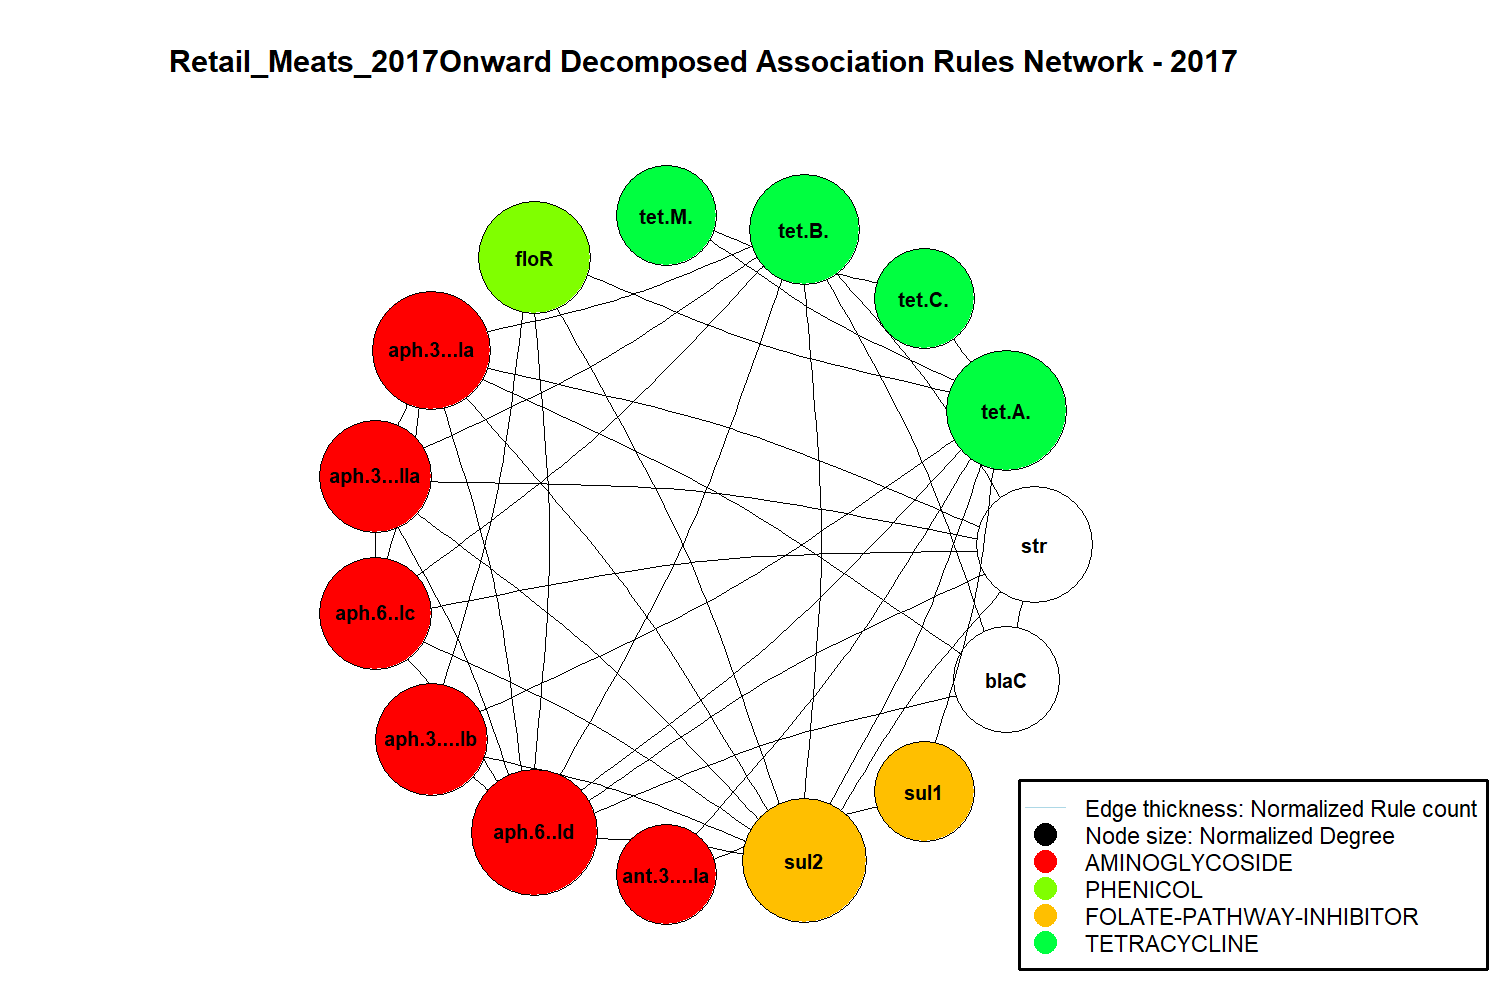 Retail_Meats_2017Onward Decomposed Association Rules Network - 2017
tet.M.
tet.B.
floR
tet.C.
aph.3...Ia
tet.A.
aph.3...IIa
str
aph.6..Ic
blaC
aph.3....Ib
sul1
aph.6..Id
sul2
ant.3....Ia
Edge thickness: Normalized Rule count
Node size: Normalized Degree
AMINOGLYCOSIDE
PHENICOL
FOLATE-PATHWAY-INHIBITOR
TETRACYCLINE